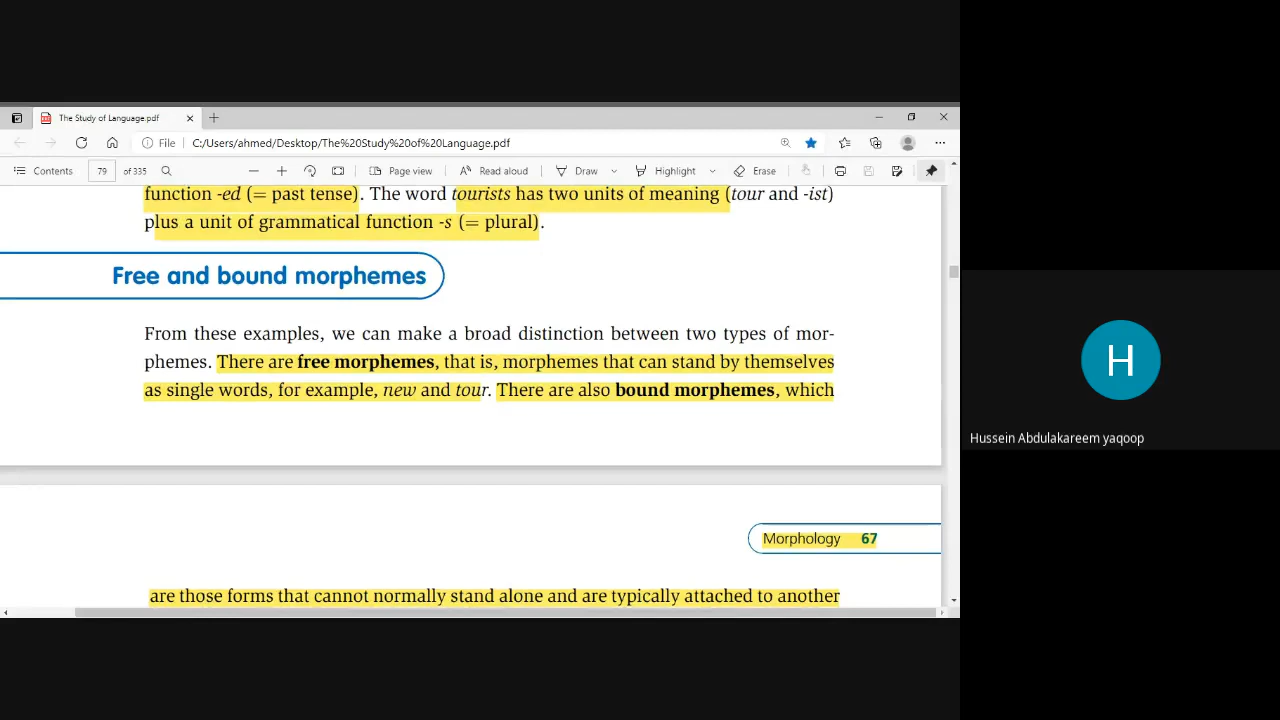 The Study of Language.pdf
File C:/Users/ahmed/Desktop/The%20Study%20of%20Language.pdf
Contents 79 of 335 Page view Read aloud Draw Highlight Erase
function -ed (= past tense). The word tourists has two units of meaning (tour and -ist)
plus a unit of grammatical function -s (= plural).
Free and bound morphemes
From these examples, we can make a broad distinction between two types of mor-
phemes. There are free morphemes, that is, morphemes that can stand by themselves
as single words, for example, new and tour. There are also bound morphemes, which
Morphology 67
are those forms that cannot normally stand alone and are typically attached to another
H
Hussein Abdulakareem yaqoop